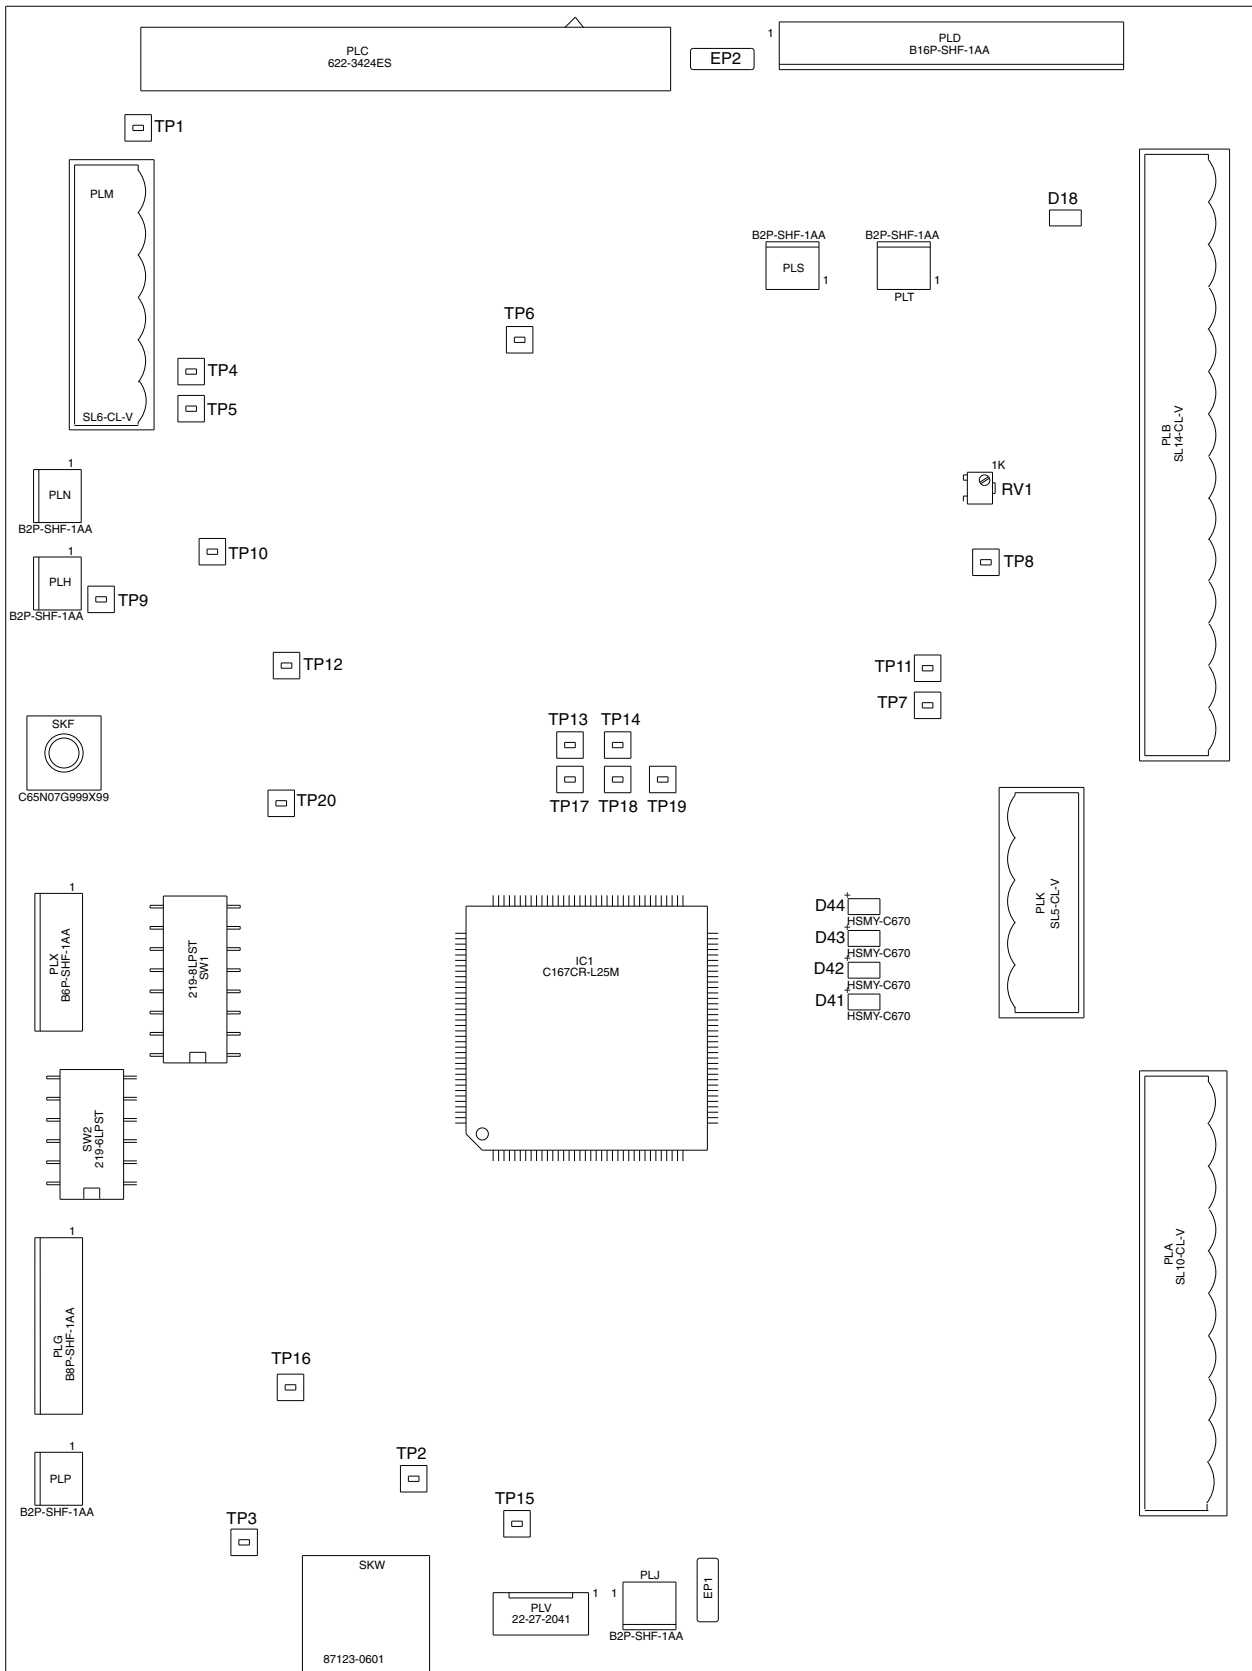 PLC
622-3424ES
EP2
1
PLD
B16P-SHF-1AA
TP1
PLM
SL6-CL-V
D18
B2P-SHF-1AA
PLS
1
B2P-SHF-1AA
1
PLT
TP6
TP4
TP5
PLB
SL14-CL-V
1
PLN
B2P-SHF-1AA
1K
RV1
1
PLH
B2P-SHF-1AA
TP10
TP9
TP8
TP12
TP11
TP7
SKF
C65N07G999X99
TP13
TP14
TP17
TP18
TP19
TP20
PLK
SL5-CL-V
1
PLX
B6P-SHF-1AA
219-8LPST
SW1
IC1
C167CR-L25M
+
D44
HSMY-C670
+
D43
HSMY-C670
+
D42
HSMY-C670
+
D41
HSMY-C670
SW2
219-6LPST
PLA
SL10-CL-V
1
PLG
B8P-SHF-1AA
TP16
1
PLP
B2P-SHF-1AA
TP2
TP3
TP15
SKW
87123-0601
PLV
22-27-2041
1
1
PLJ
B2P-SHF-1AA
EP1